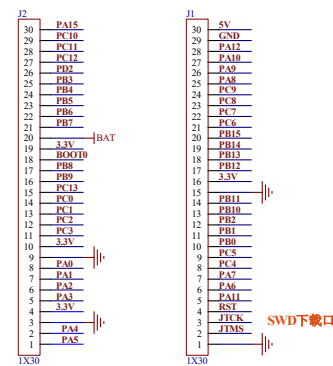 J2
30 PA15
29 PC10
28 PC11
27 PC12
26 PD2
25 PB3
24 PB4
23 PB5
22 PB6
21 PB7
20 BAT
19 3.3V
18 BOOT0
17 PB8
16 PB9
15 PC13
14 PC0
13 PC1
12 PC2
11 PC3
10 3.3V
9
8 PA0
7 PA1
6 PA2
5 PA3
4 3.3V
3
2 PA4
1 PA5
1X30
J1
30 5V
29 GND
28 PA12
27 PA10
26 PA9
25 PA8
24 PC9
23 PC8
22 PC7
21 PC6
20 PB15
19 PB14
18 PB13
17 PB12
16 3.3V
15
14 PB11
13 PB10
12 PB2
11 PB1
10 PB0
9 PC5
8 PC4
7 PA7
6 PA6
5 PA11
4 RST
3 JTCK
2 JTMS
1
1X30
SWD下载口